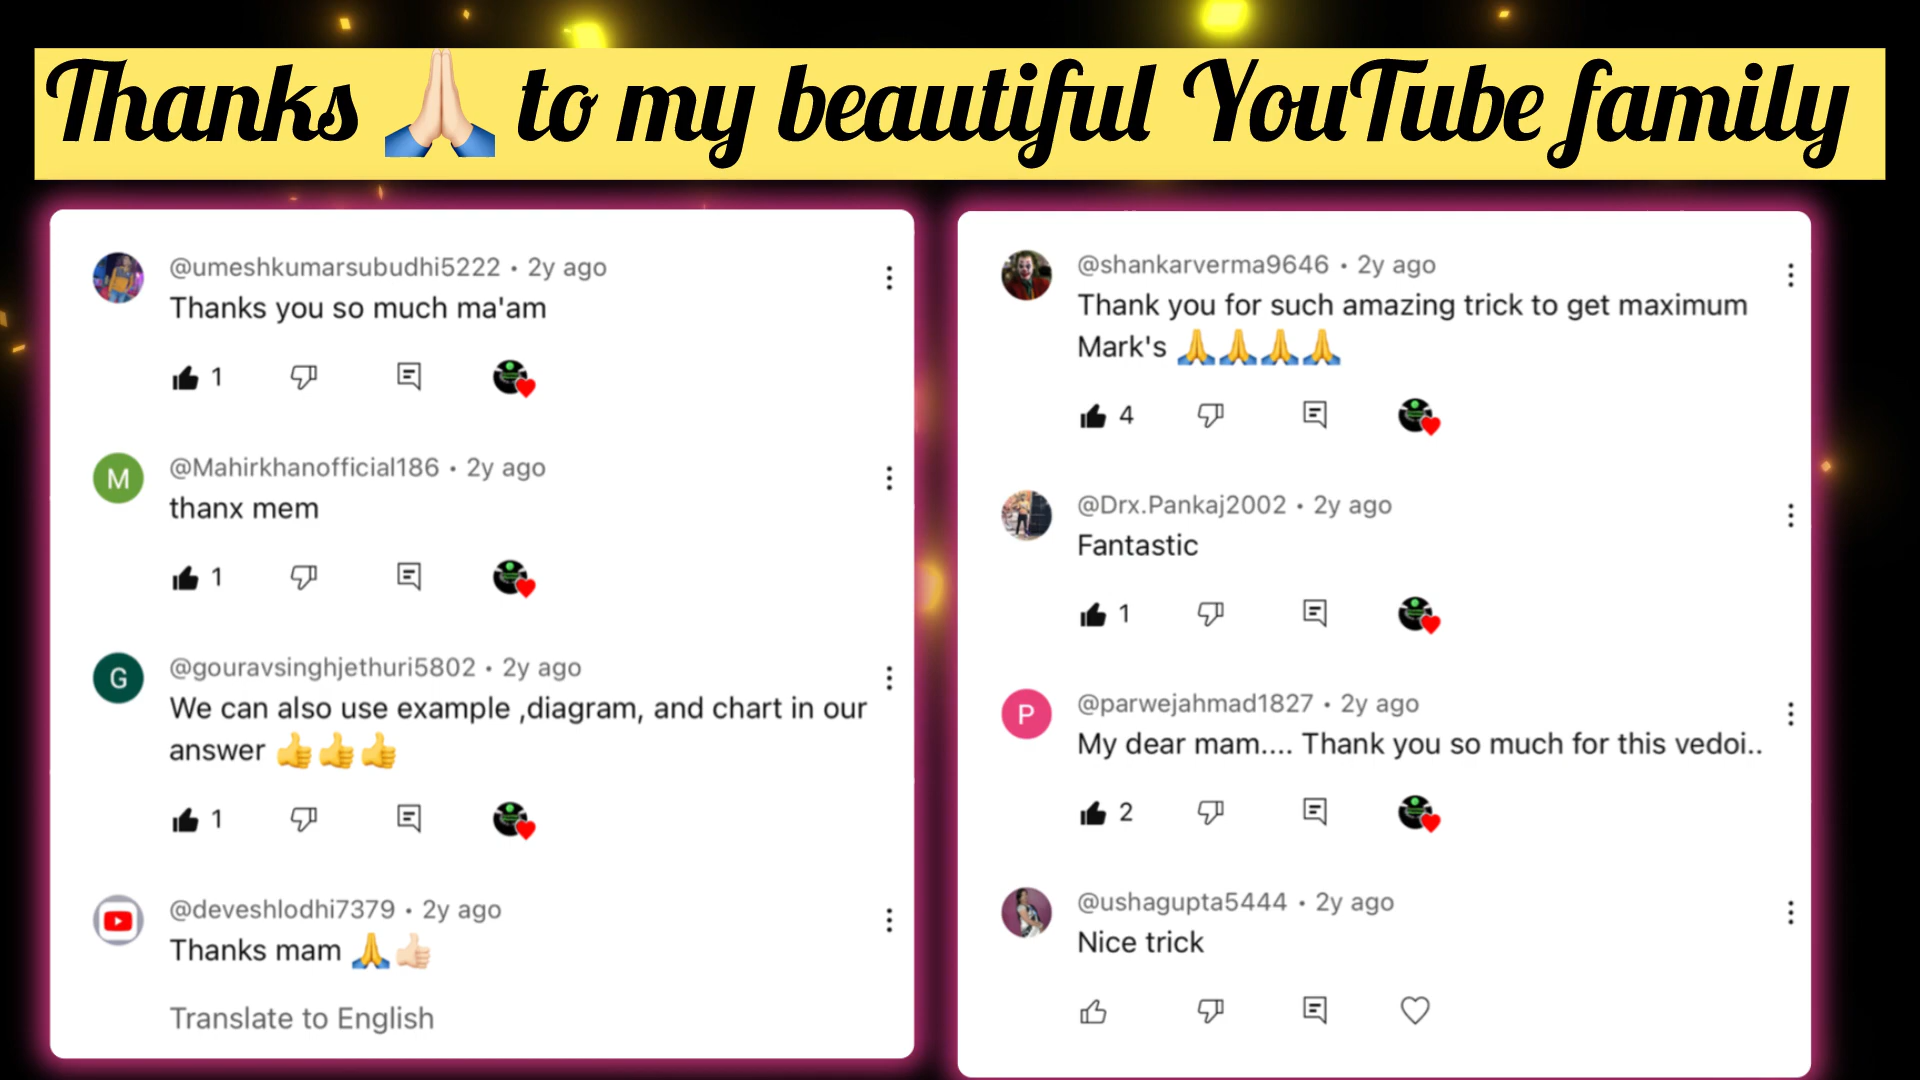 Thanks 🙏🏻 to my beautiful YouTube family
@umeshkumarsubudhi5222 • 2y ago
Thanks you so much ma'am
1
M
@Mahirkhanofficial186 • 2y ago
thanx mem
1
G
@gouravsinghjethuri5802 • 2y ago
We can also use example ,diagram, and chart in our
answer 👍👍👍
1
@deveshlodhi7379 • 2y ago
Thanks mam 🙏👍🏻
Translate to English
@shankarverma9646 • 2y ago
Thank you for such amazing trick to get maximum
Mark's 🙏🙏🙏🙏
4
@Drx.Pankaj2002 • 2y ago
Fantastic
1
P
@parwejahmad1827 • 2y ago
My dear mam.... Thank you so much for this vedoi..
2
@ushagupta5444 • 2y ago
Nice trick